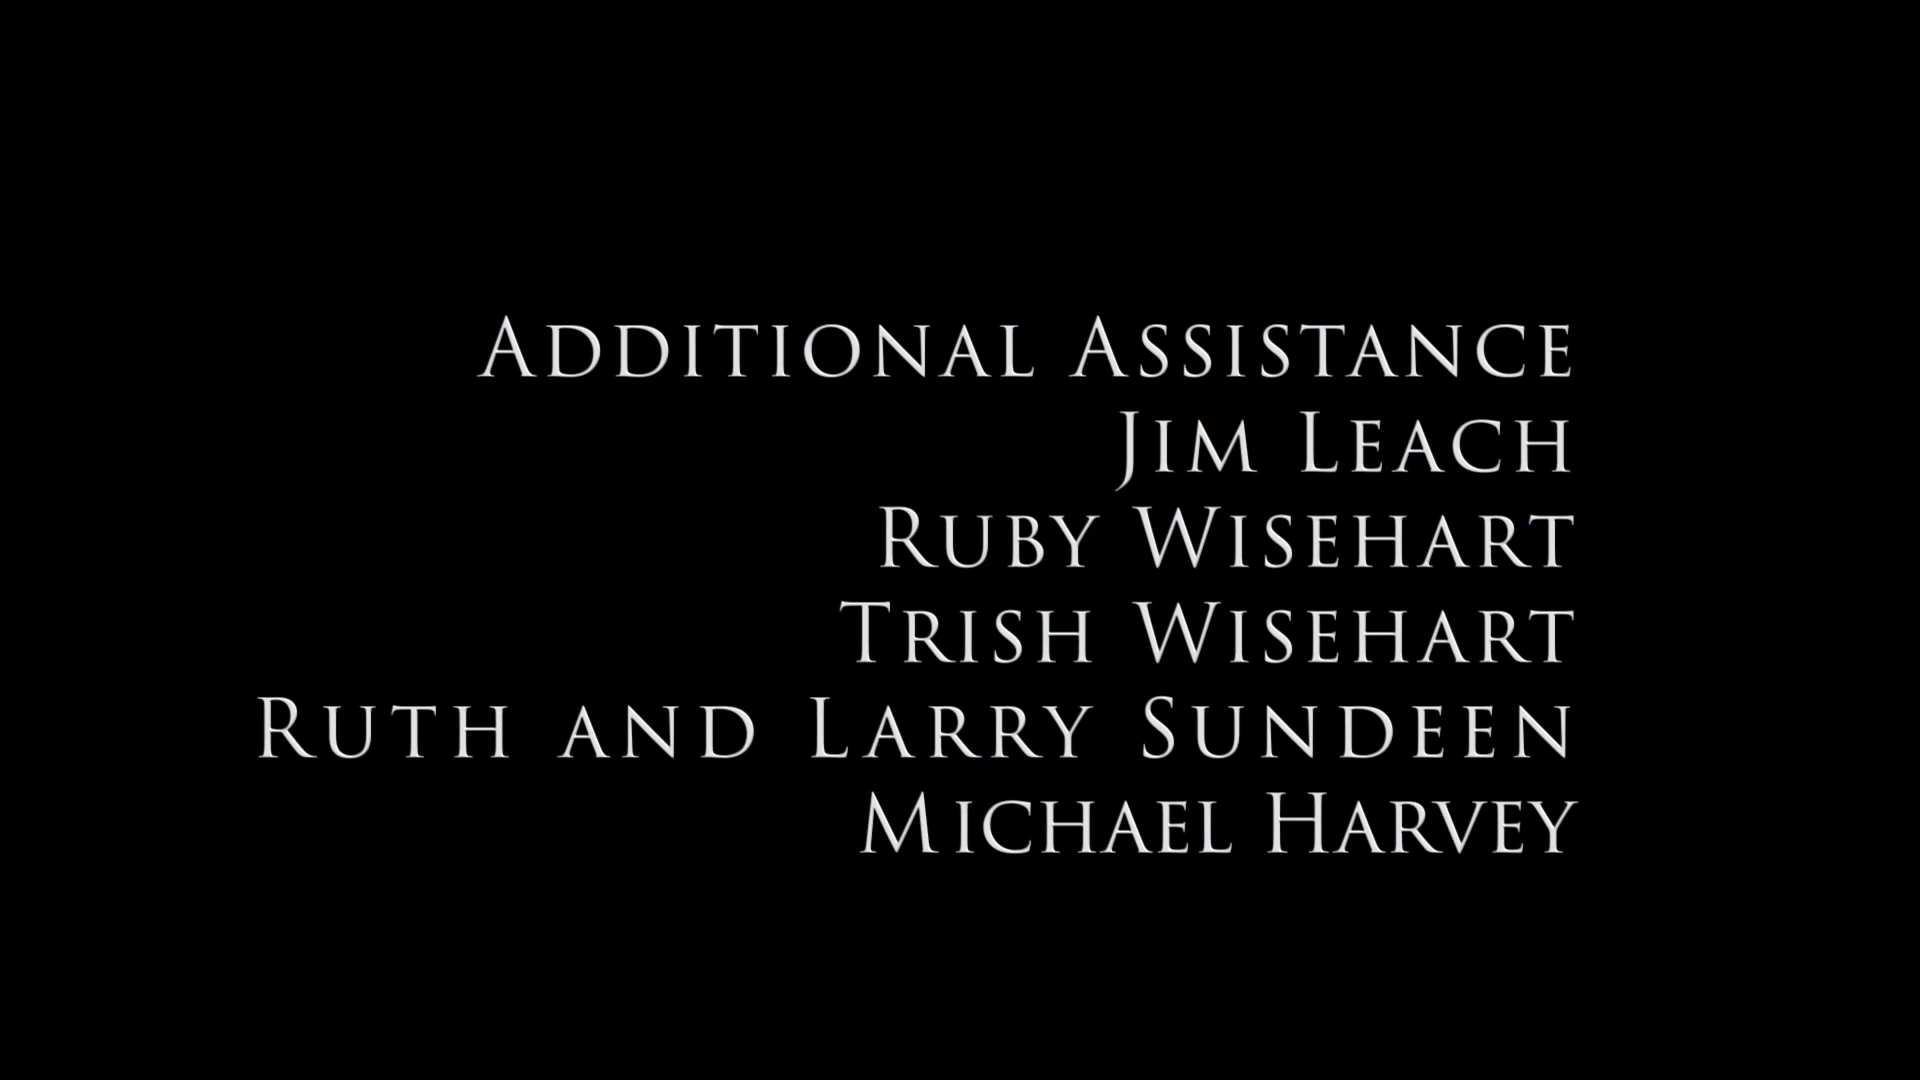 Additional Assistance
Jim Leach
Ruby Wisehart
Trish Wisehart
Ruth and Larry Sundeen
Michael Harvey